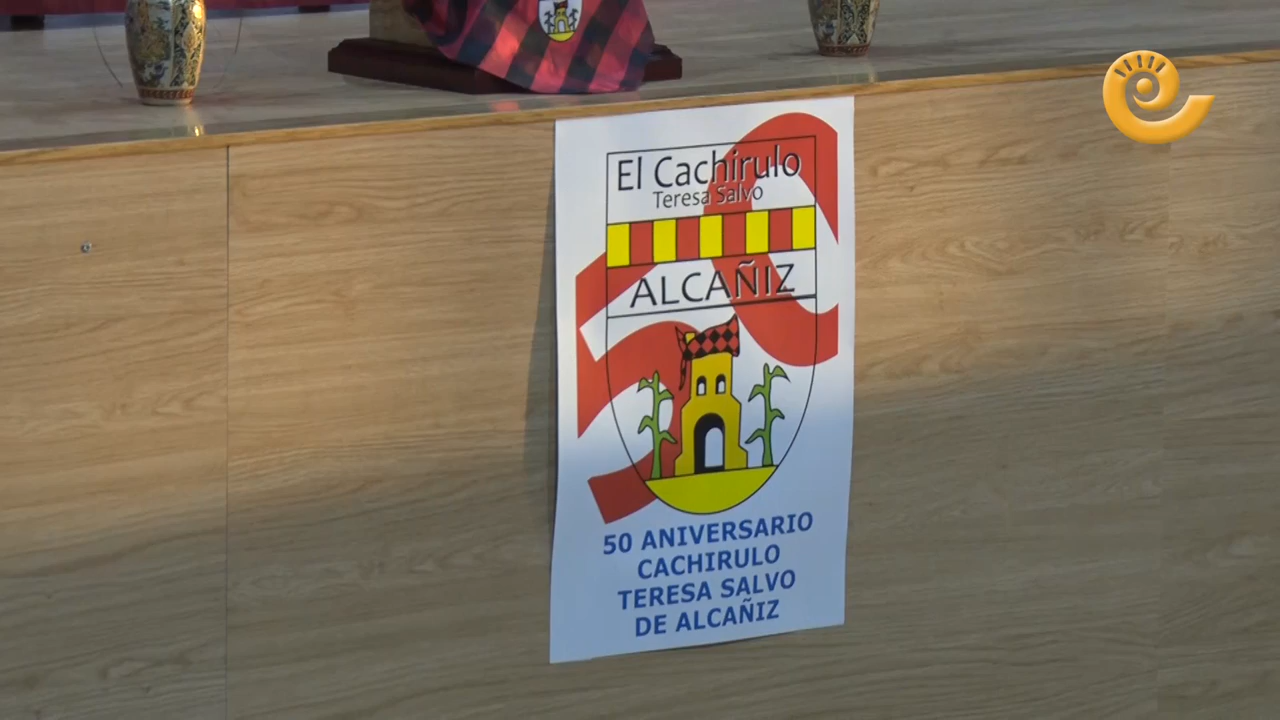 El Cachirulo
Teresa Salvo
ALCAÑIZ
50 ANIVERSARIO
CACHIRULO
TERESA SALVO
DE ALCAÑIZ